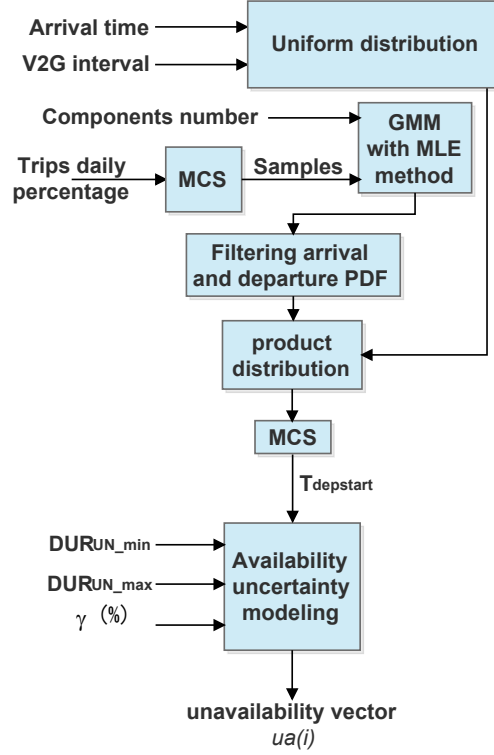 Arrival time
V2G interval
Uniform distribution
Components number
GMM
with MLE
method
Trips daily
percentage
MCS
Samples
Filtering arrival
and departure PDF
product
distribution
MCS
Tdepstart
DURUN_min
DURUN_max
γ (%)
Availability
uncertainty
modeling
unavailability vector
ua(i)